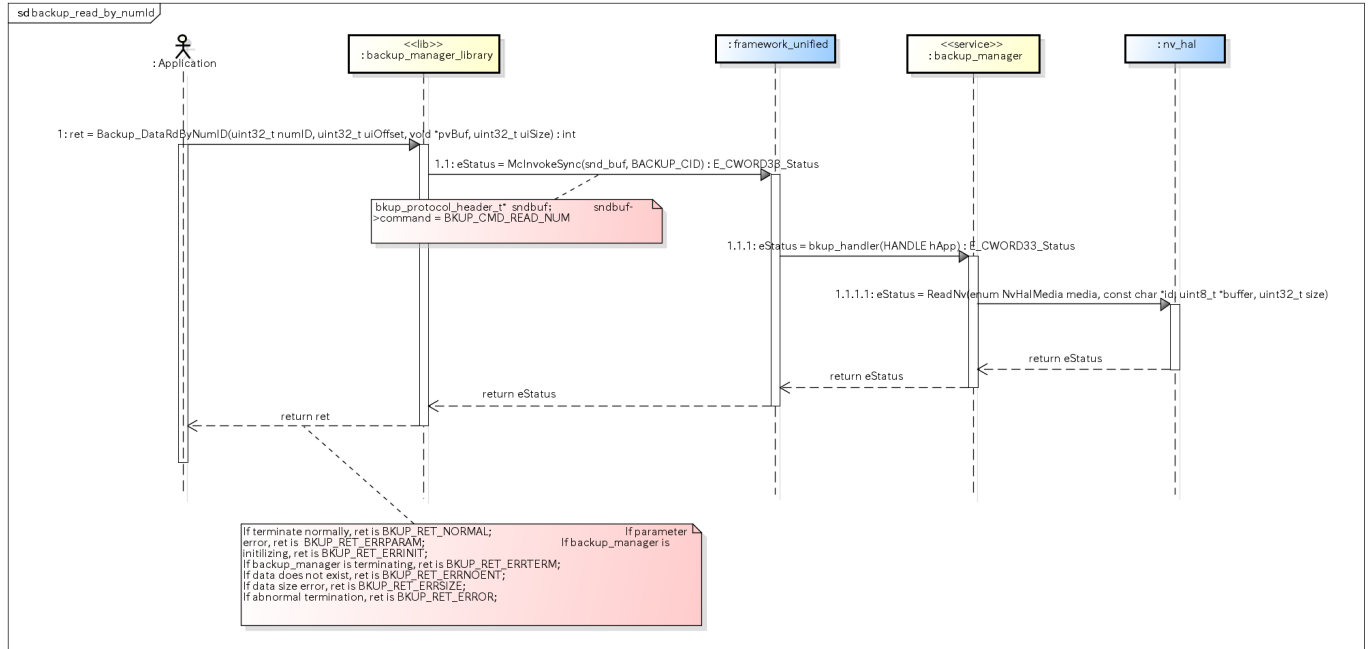 sd backup_read_by_numId
: Application
<<lib>>
: backup_manager_library
: framework_unified
<<service>>
: backup_manager
: nv_hal
1: ret = Backup_DataRdByNumID(uint32_t numID, uint32_t uiOffset, void *pvBuf, uint32_t uiSize) : int
1.1: eStatus = McInvokeSync(snd_buf, BACKUP_CID) : E_CWORD33_Status
bkup_protocol_header_t* sndbuf; sndbuf-
>command = BKUP_CMD_READ_NUM
1.1.1: eStatus = bkup_handler(HANDLE hApp) : E_CWORD33_Status
1.1.1.1: eStatus = ReadNv(enum NvHalMedia media, const char *id, uint8_t *buffer, uint32_t size)
return eStatus
return eStatus
return eStatus
return ret
If terminate normally, ret is BKUP_RET_NORMAL; If parameter
error, ret is BKUP_RET_ERRPARAM; If backup_manager is
initilizing, ret is BKUP_RET_ERRINIT;
If backup_manager is terminating, ret is BKUP_RET_ERRTERM;
If data does not exist, ret is BKUP_RET_ERRNOENT;
If data size error, ret is BKUP_RET_ERRSIZE;
If abnormal termination, ret is BKUP_RET_ERROR;